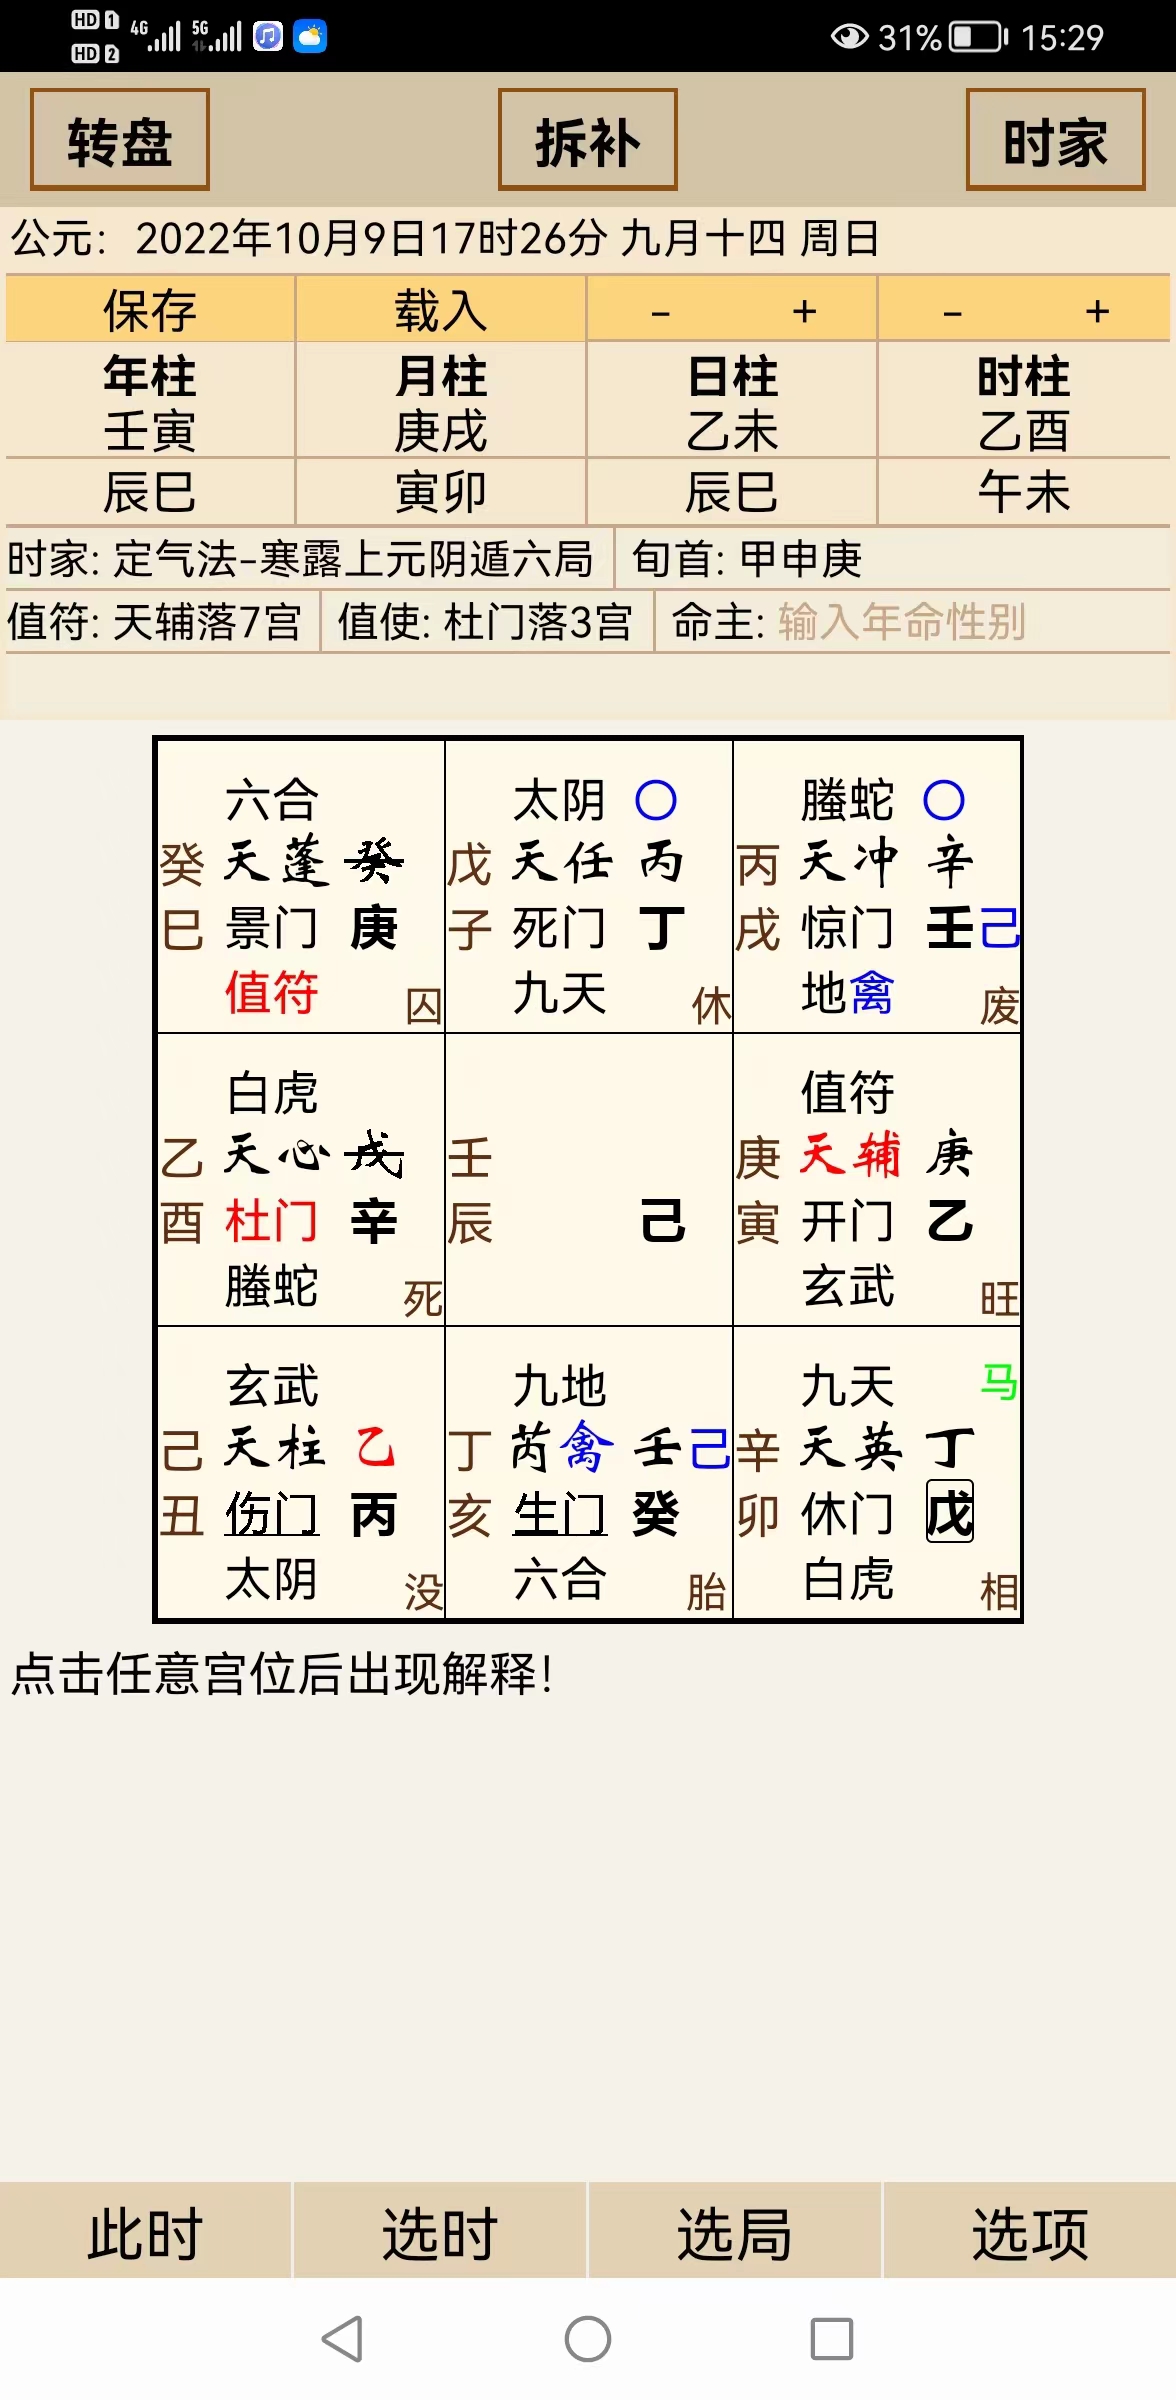 HD 1 4G 5G 31% 15:29
HD 2
转盘 拆补 时家
公元：2022年10月9日17时26分 九月十四 周日
保存 载入 - + - +
年柱 月柱 日柱 时柱
壬寅 庚戌 乙未 乙酉
辰巳 寅卯 辰巳 午未
时家: 定气法-寒露上元阴遁六局 旬首: 甲申庚
值符: 天辅落7宫 值使: 杜门落3宫 命主: 输入年命性别
六合 太阴 〇 螣蛇 〇
癸 天蓬 癸 戊 天任 丙 丙 天冲 辛
巳 景门 庚 子 死门 丁 戌 惊门 壬己
值符 囚 九天 休 地禽 废
白虎 值符
乙 天心 戊 壬 庚 天辅 庚
酉 杜门 辛 辰 己 寅 开门 乙
螣蛇 死 玄武 旺
玄武 九地 九天 马
己 天柱 乙 丁 芮禽 壬己 辛 天英 丁
丑 伤门 丙 亥 生门 癸 卯 休门 戊
太阴 没 六合 胎 白虎 相
点击任意宫位后出现解释!
此时 选时 选局 选项